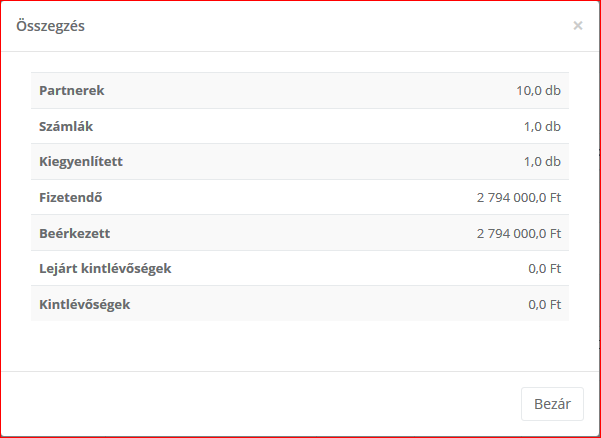 Összegzés ×
Partnerek 10,0 db
Számlák 1,0 db
Kiegyenlített 1,0 db
Fizetendő 2 794 000,0 Ft
Beérkezett 2 794 000,0 Ft
Lejárt kintlévőségek 0,0 Ft
Kintlévőségek 0,0 Ft
Bezár